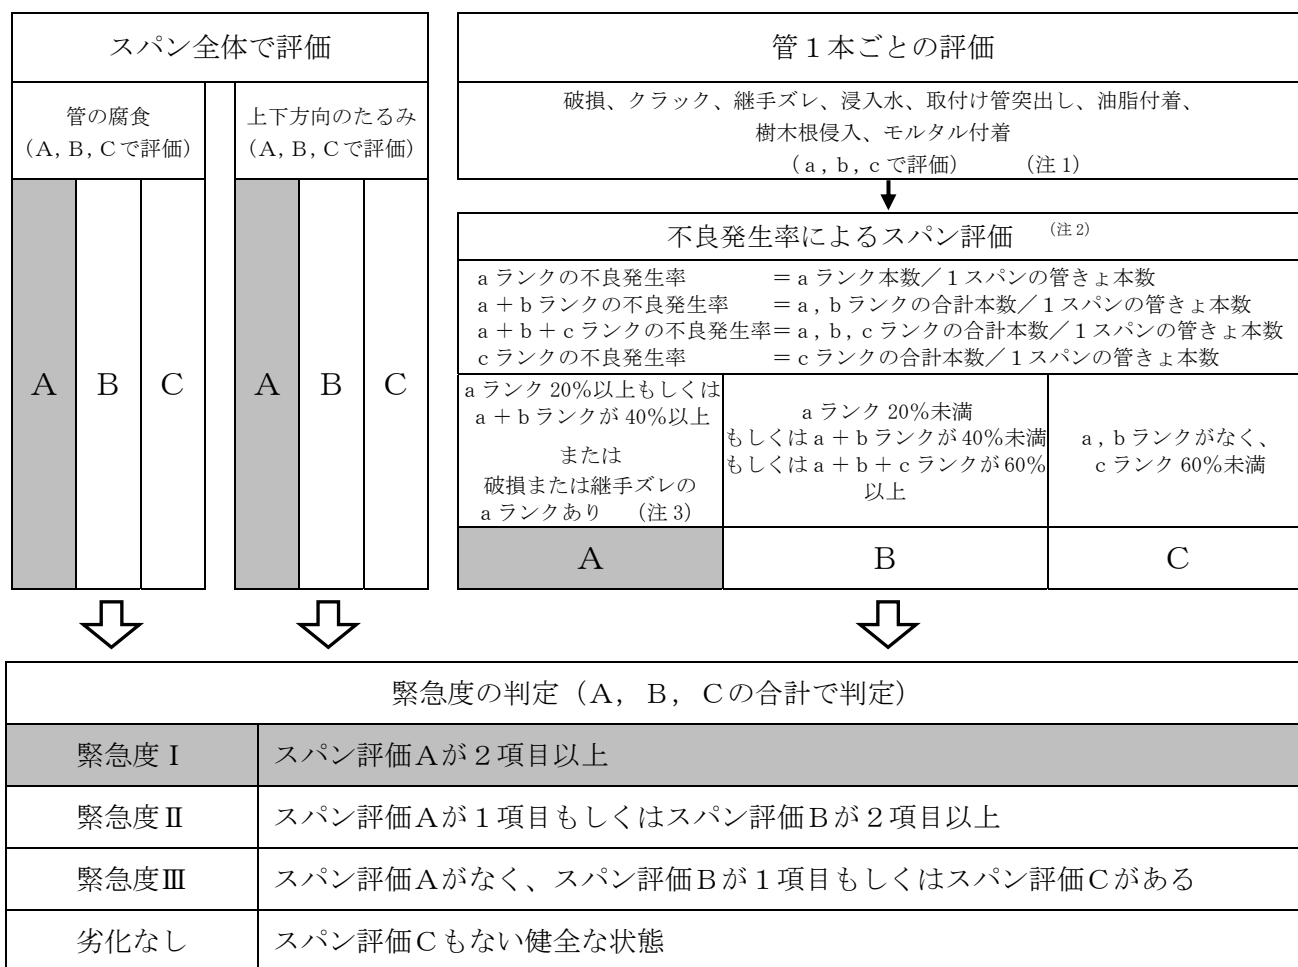 スパン全体で評価
管の腐食
（A，B，Cで評価）
A
B
C
上下方向のたるみ
（A，B，Cで評価）
A
B
C
管１本ごとの評価
破損、クラック、継手ズレ、浸入水、取付け管突出し、油脂付着、
樹木根侵入、モルタル付着
（a，b，cで評価）　（注1）
不良発生率によるスパン評価　（注2）
aランクの不良発生率　＝aランク本数／１スパンの管きょ本数
a＋bランクの不良発生率　＝a，bランクの合計本数／１スパンの管きょ本数
a＋b＋cランクの不良発生率＝a，b，cランクの合計本数／１スパンの管きょ本数
cランクの不良発生率　＝cランクの合計本数／１スパンの管きょ本数
aランク20％以上もしくは
a＋bランクが40％以上
または
破損または継手ズレの
aランクあり　（注3）
aランク20％未満
もしくはa＋bランクが40％未満
もしくはa＋b＋cランクが60％
以上
a，bランクがなく、
cランク60％未満
A
B
C
緊急度の判定（A，B，Cの合計で判定）
緊急度Ⅰ　スパン評価Aが２項目以上
緊急度Ⅱ　スパン評価Aが１項目もしくはスパン評価Bが２項目以上
緊急度Ⅲ　スパン評価Aがなく、スパン評価Bが１項目もしくはスパン評価Cがある
劣化なし　スパン評価Cもない健全な状態